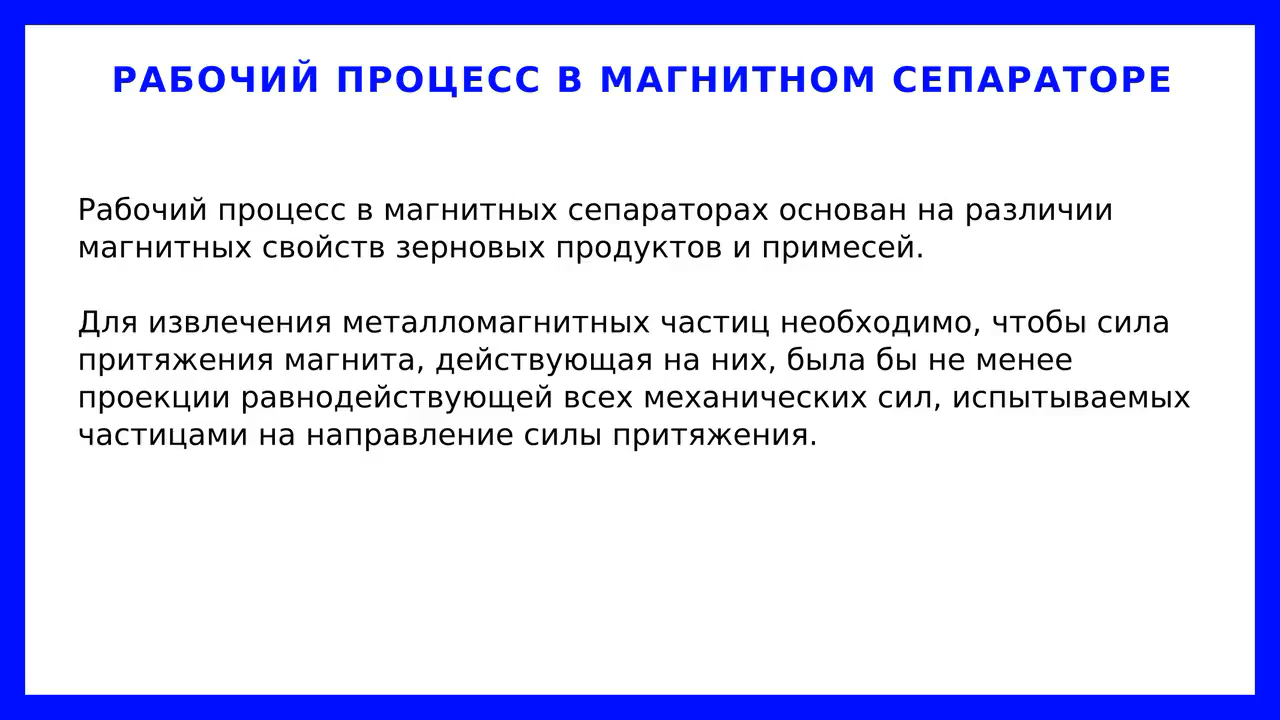 РАБОЧИЙ ПРОЦЕСС В МАГНИТНОМ СЕПАРАТОРЕ
Рабочий процесс в магнитных сепараторах основан на различии
магнитных свойств зерновых продуктов и примесей.
Для извлечения металломагнитных частиц необходимо, чтобы сила
притяжения магнита, действующая на них, была бы не менее
проекции равнодействующей всех механических сил, испытываемых
частицами на направление силы притяжения.